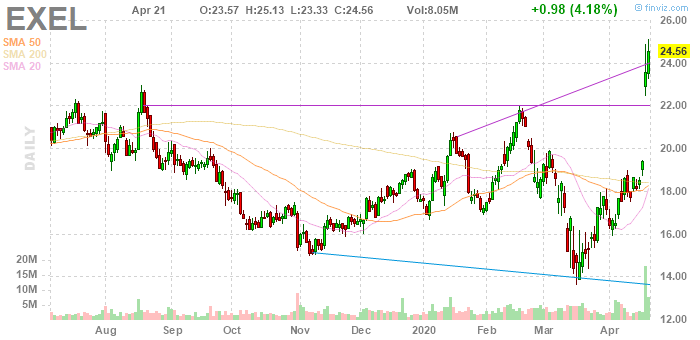 EXEL
Apr 21 O:23.57 H:25.13 L:23.33 C:24.56 Vol:8.05M +0.98 (4.18%)
© finviz.com
SMA 50
SMA 200
SMA 20
DAILY
26.00
24.56
24.00
22.00
20.00
18.00
16.00
14.00
20M
15M
10M
5M
Aug Sep Oct Nov Dec 2020 Feb Mar Apr